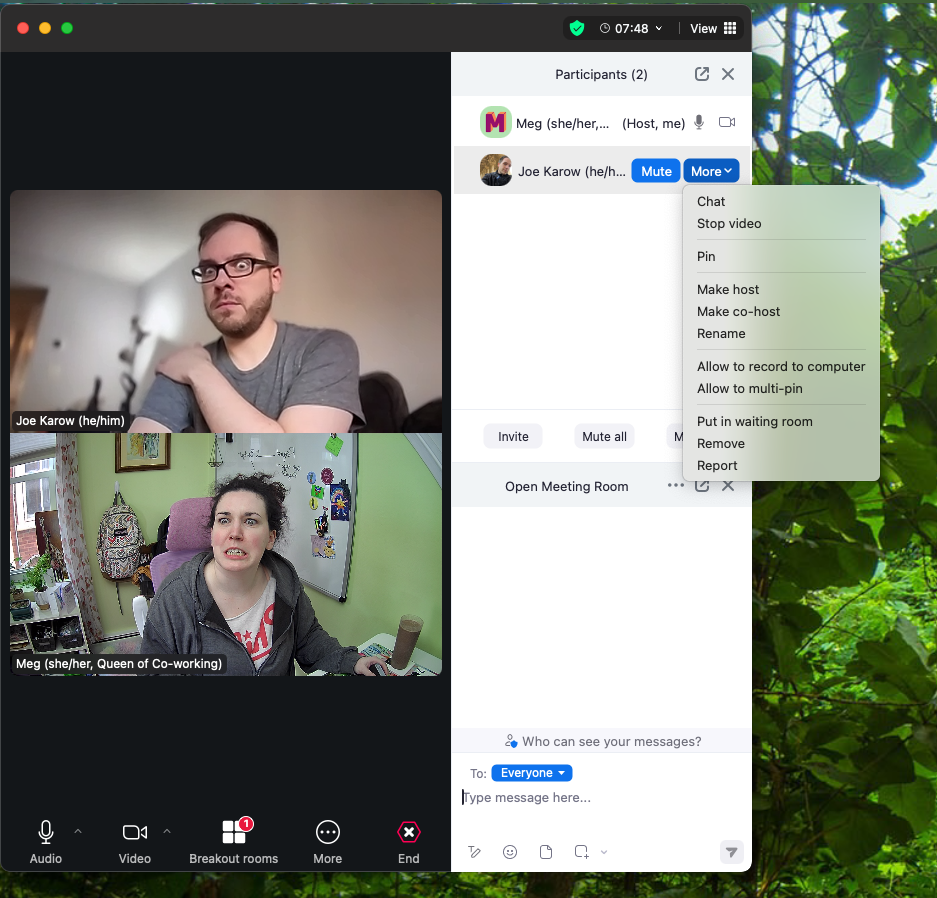 07:48
View
Participants (2)
M
Meg (she/her,... (Host, me)
Joe Karow (he/h...
Mute
More
Chat
Stop video
Pin
Make host
Make co-host
Rename
Allow to record to computer
Allow to multi-pin
Put in waiting room
Remove
Report
Joe Karow (he/him)
Meg (she/her, Queen of Co-working)
Invite
Mute all
M
Open Meeting Room
Who can see your messages?
To: Everyone
Type message here...
Audio
Video
1
Breakout rooms
More
End